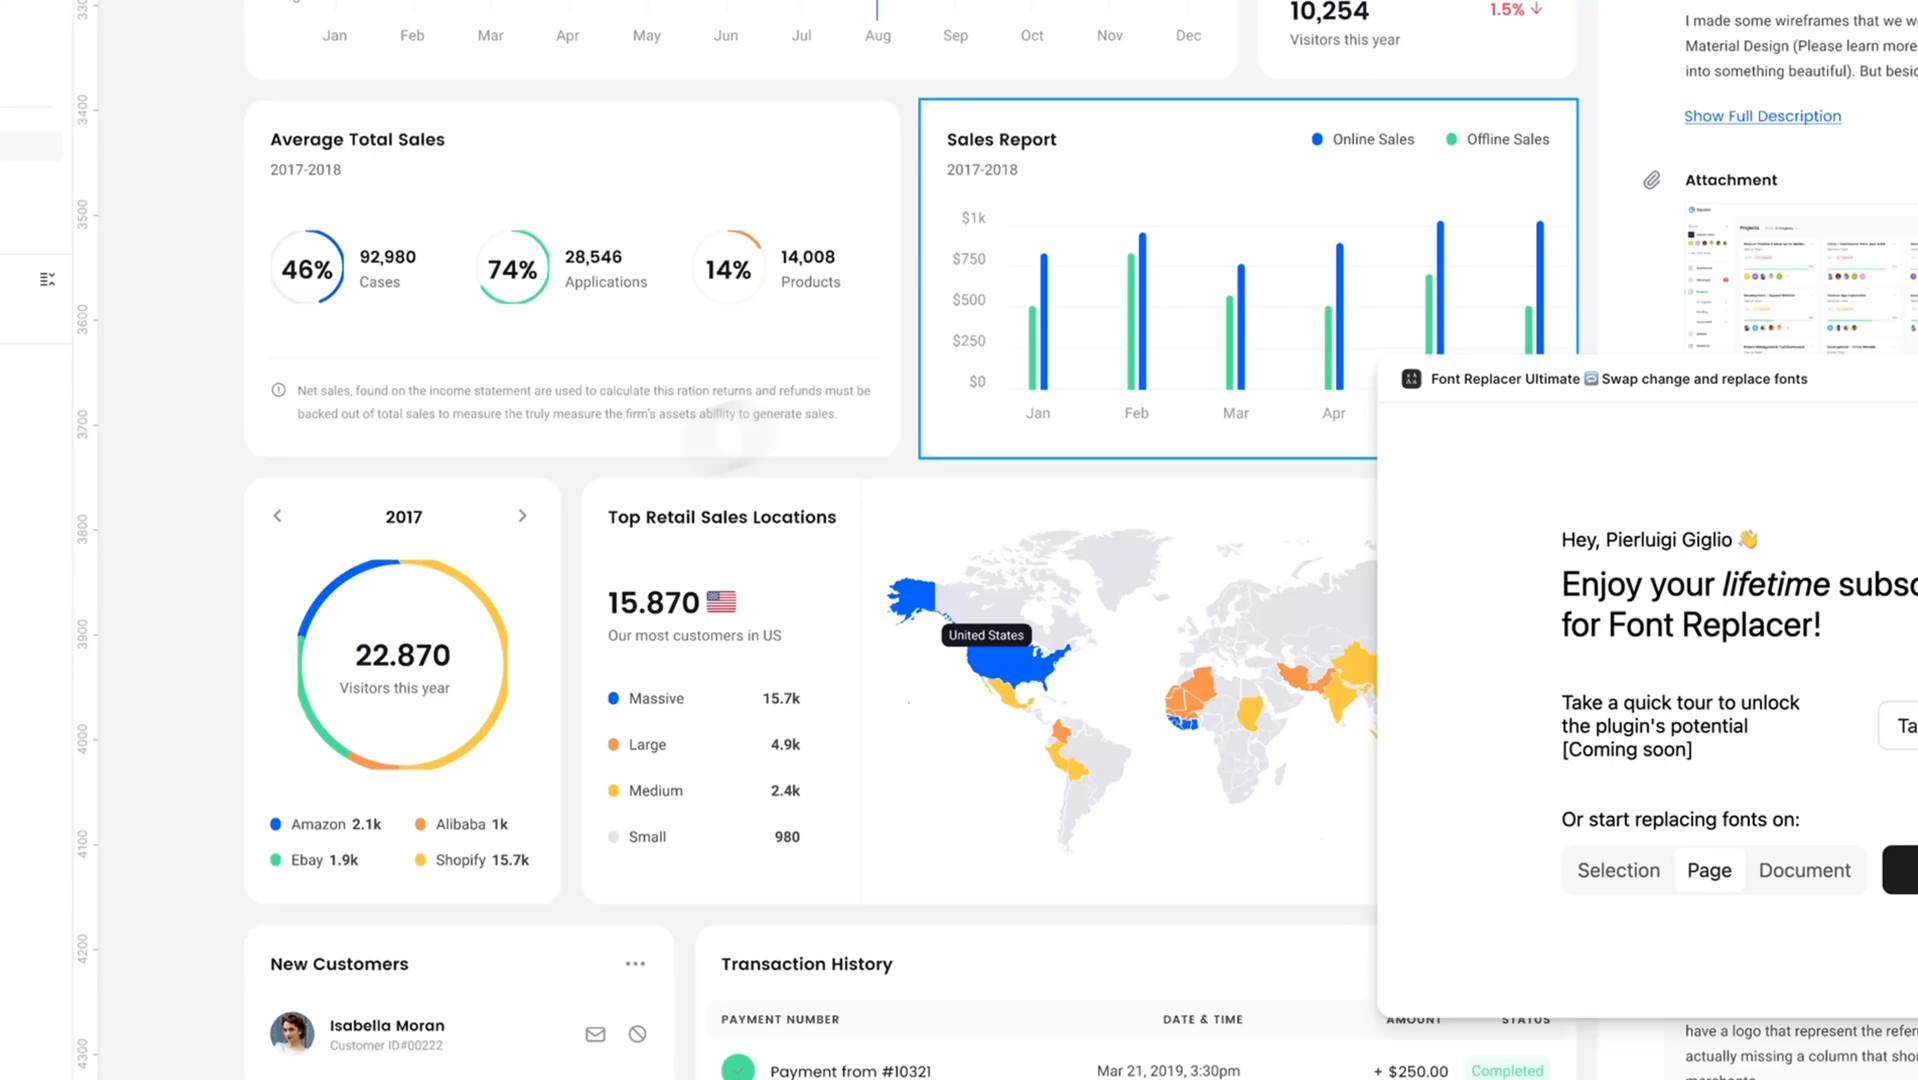 Jan Feb Mar Apr May Jun Jul Aug Sep Oct Nov Dec
10,254
1.5%
Visitors this year
I made some wireframes that we
Material Design (Please learn more
into something beautiful). But
Show Full Description
Attachment
3400
3500
3600
3700
3800
3900
4000
4100
4200
4300
Average Total Sales
2017-2018
46%
92,980
Cases
74%
28,546
Applications
14%
14,008
Products
Net sales, found on the income statement are used to calculate this ration returns and refunds must be
backed out of total sales to measure the truly measure the firm's assets ability to generate sales.
Sales Report
Online Sales
Offline Sales
2017-2018
$1k
$750
$500
$250
$0
Jan Feb Mar Apr
Font Replacer Ultimate Swap change and replace fonts
Hey, Pierluigi Giglio 👋
Enjoy your lifetime
for Font Replacer!
Take a quick tour to unlock
the plugin's potential
[Coming soon]
Ta
Or start replacing fonts on:
Selection Page Document
2017
22.870
Visitors this year
Amazon 2.1k
Alibaba 1k
Ebay 1.9k
Shopify 15.7k
Top Retail Sales Locations
15.870
Our most customers in US
Massive 15.7k
Large 4.9k
Medium 2.4k
Small 980
United States
New Customers
Isabella Moran
Customer ID#00222
Transaction History
PAYMENT NUMBER DATE & TIME AMOUNT STATUS
Payment from #10321 Mar 21, 2019, 3:30pm + $250.00 Completed
have a logo that represent the
actually missing a column that